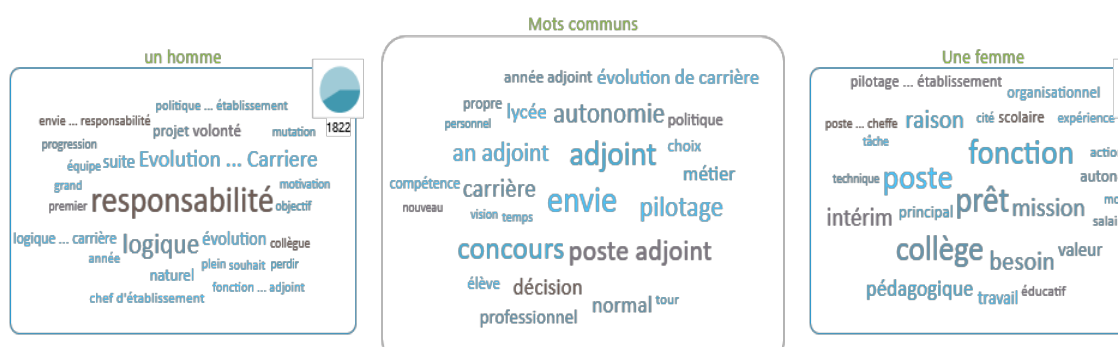 Mots communs
un homme
Une femme
politique ... établissement
envie ... responsabilité
projet volonté mutation
progression
équipe suite Evolution ... Carriere
grand motivation
premier responsabilité objectif
logique ... carrière logique évolution collègue
année plein souhait perdir
naturel
chef d'établissement fonction ... adjoint
1822
année adjoint évolution de carrière
propre lycée autonomie politique
personnel
an adjoint adjoint choix
métier
compétence carrière envie pilotage
nouveau vision temps
concours poste adjoint
élève décision
professionnel normal tour
pilotage ... établissement
organisationnel
poste ... cheffe raison cité scolaire expérience
tâche
fonction
technique poste
intérim principal prêt mission
collège besoin valeur
pédagogique travail éducatif